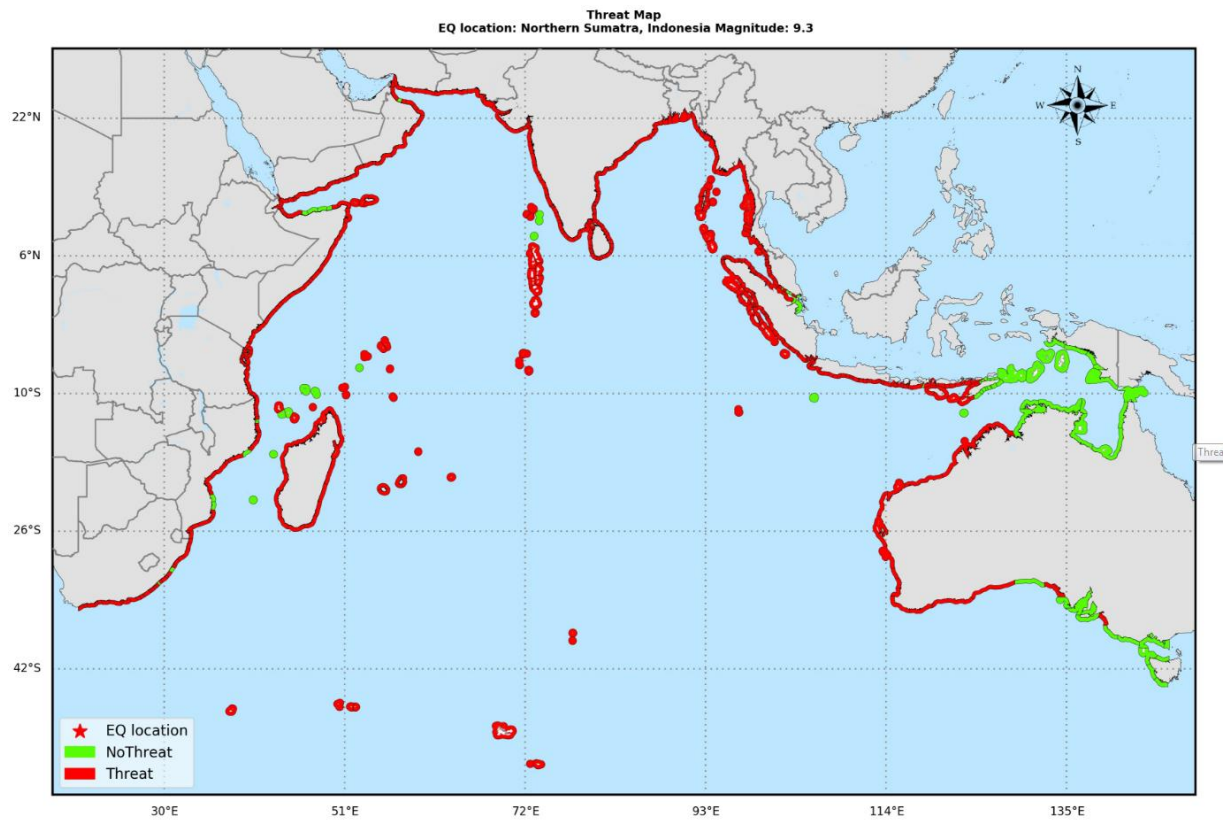 Threat Map
EQ location: Northern Sumatra, Indonesia Magnitude: 9.3
N
W E
S
22°N
6°N
10°S
26°S
42°S
Threa
EQ location
NoThreat
Threat
30°E 51°E 72°E 93°E 114°E 135°E